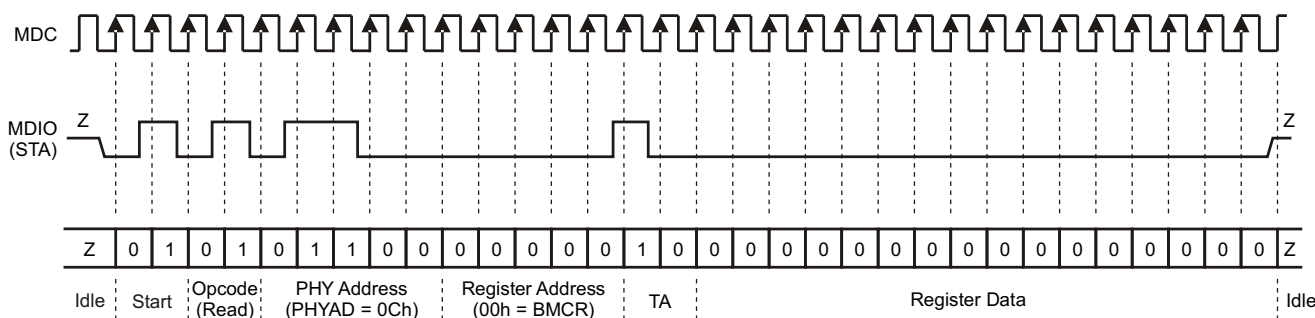 MDC
Z Z
MDIO
(STA)
Z 0 1 0 1 0 1 1 0 0 0 0 0 0 0 1 0 0 0 0 0 0 0 0 0 0 0 0 0 0 0 0 0 Z
Idle Start Opcode (Read) PHY Address (PHYAD = 0Ch) Register Address (00h = BMCR) TA Register Data Idle